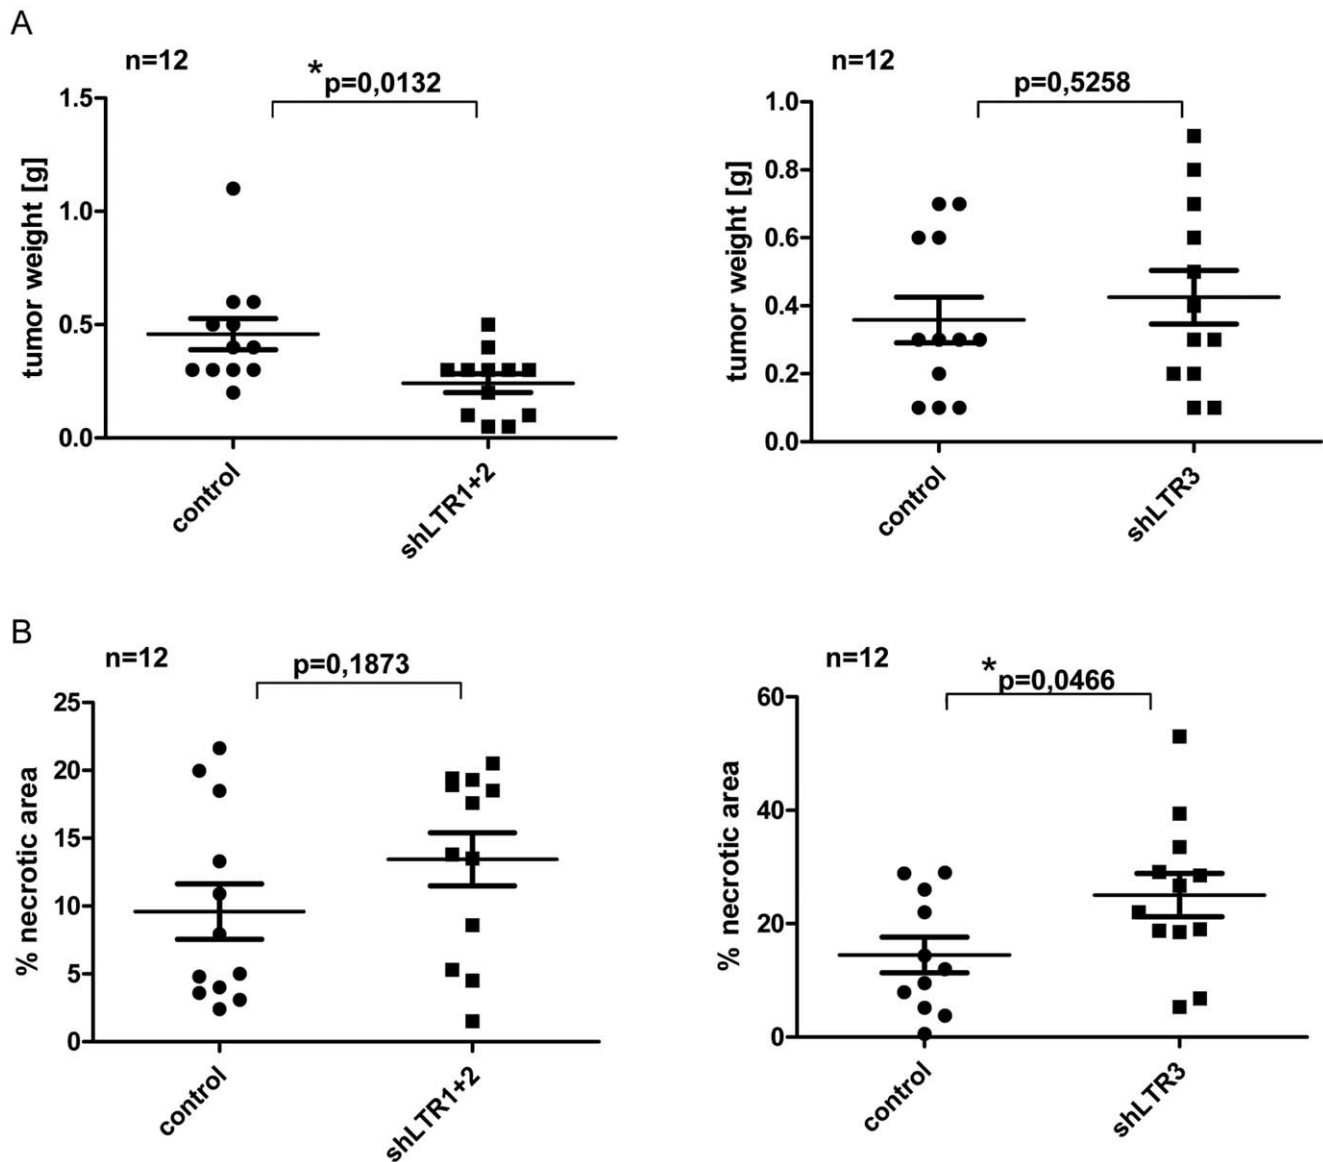 A
n=12
*
p=0,0132
tumor weight [g]
1.5
1.0
0.5
0.0
control
shLTR1+2
n=12
p=0,5258
tumor weight [g]
1.0
0.8
0.6
0.4
0.2
0.0
control
shLTR3
B
n=12
p=0,1873
% necrotic area
25
20
15
10
5
0
control
shLTR1+2
n=12
*
p=0,0466
% necrotic area
60
40
20
0
control
shLTR3